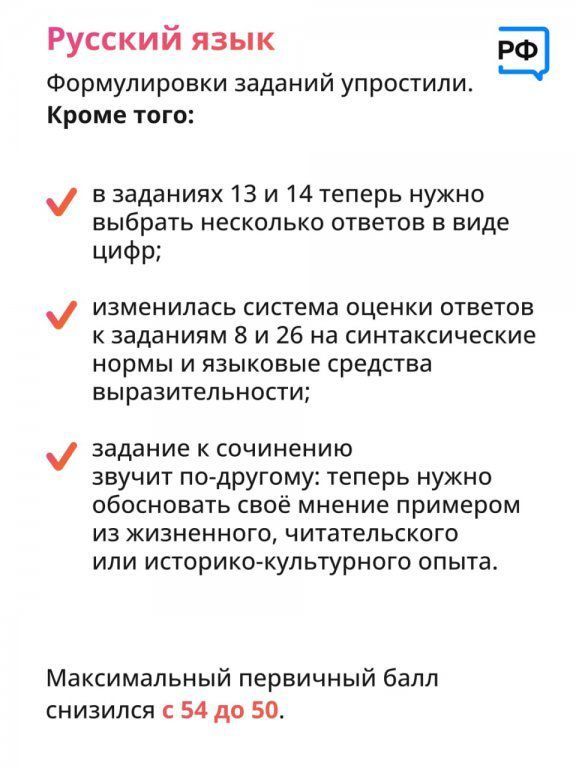 Русский язык
РФ
Формулировки заданий упростили.
Кроме того:
в заданиях 13 и 14 теперь нужно
выбрать несколько ответов в виде
цифр;
изменилась система оценки ответов
к заданиям 8 и 26 на синтаксические
нормы и языковые средства
выразительности;
задание к сочинению
звучит по-другому: теперь нужно
обосновать своё мнение примером
из жизненного, читательского
или историко-культурного опыта.
Максимальный первичный балл
снизился с 54 до 50.